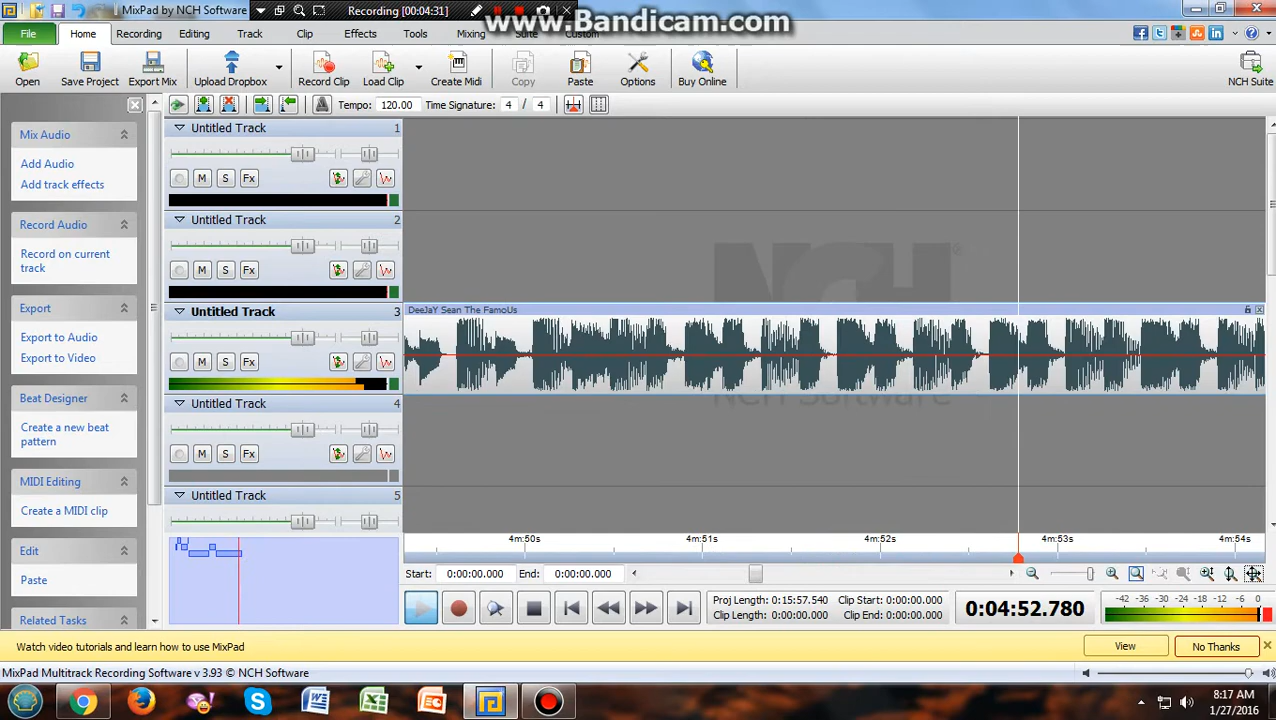 MixPad by NCH Software
Recording [00:04:31]
www.Bandicam.com
File Home Recording Editing Track Clip Effects Tools Mixing Suite Custom
Open Save Project Export Mix Upload Dropbox Record Clip Load Clip Create Midi Copy Paste Options Buy Online NCH Suite
Tempo: 120.00 Time Signature: 4 / 4
Mix Audio
Add Audio
Add track effects
Record Audio
Record on current
track
Export
Export to Audio
Export to Video
Beat Designer
Create a new beat
pattern
MIDI Editing
Create a MIDI clip
Edit
Paste
Related Tasks
Untitled Track 1
M S Fx
Untitled Track 2
M S Fx
Untitled Track 3
M S Fx
Untitled Track 4
M S Fx
Untitled Track 5
NCH
NCH Software
DeeJaY Sean The FamoUs
4m:50s 4m:51s 4m:52s 4m:53s 4m:54s
Start: 0:00:00.000 End: 0:00:00.000
Proj Length: 0:15:57.540 Clip Start: 0:00:00.000
Clip Length: 0:00:00.000 Clip End: 0:00:00.000
0:04:52.780
-42 -36 -30 -24 -18 -12 -6 0
Watch video tutorials and learn how to use MixPad View No Thanks
MixPad Multitrack Recording Software v 3.93 © NCH Software
8:17 AM
1/27/2016